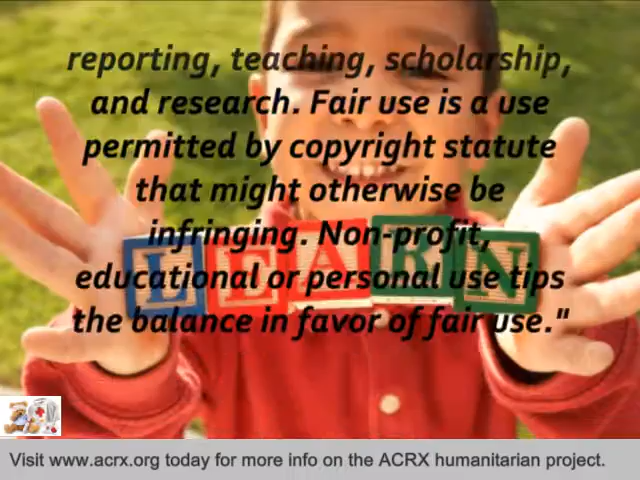 reporting, teaching, scholarship,
and research. Fair use is a use
permitted by copyright statute
that might otherwise be
infringing. Non-profit,
educational or personal use tips
the balance in favor of fair use."
L E A R N
Visit www.acrx.org today for more info on the ACRX humanitarian project.